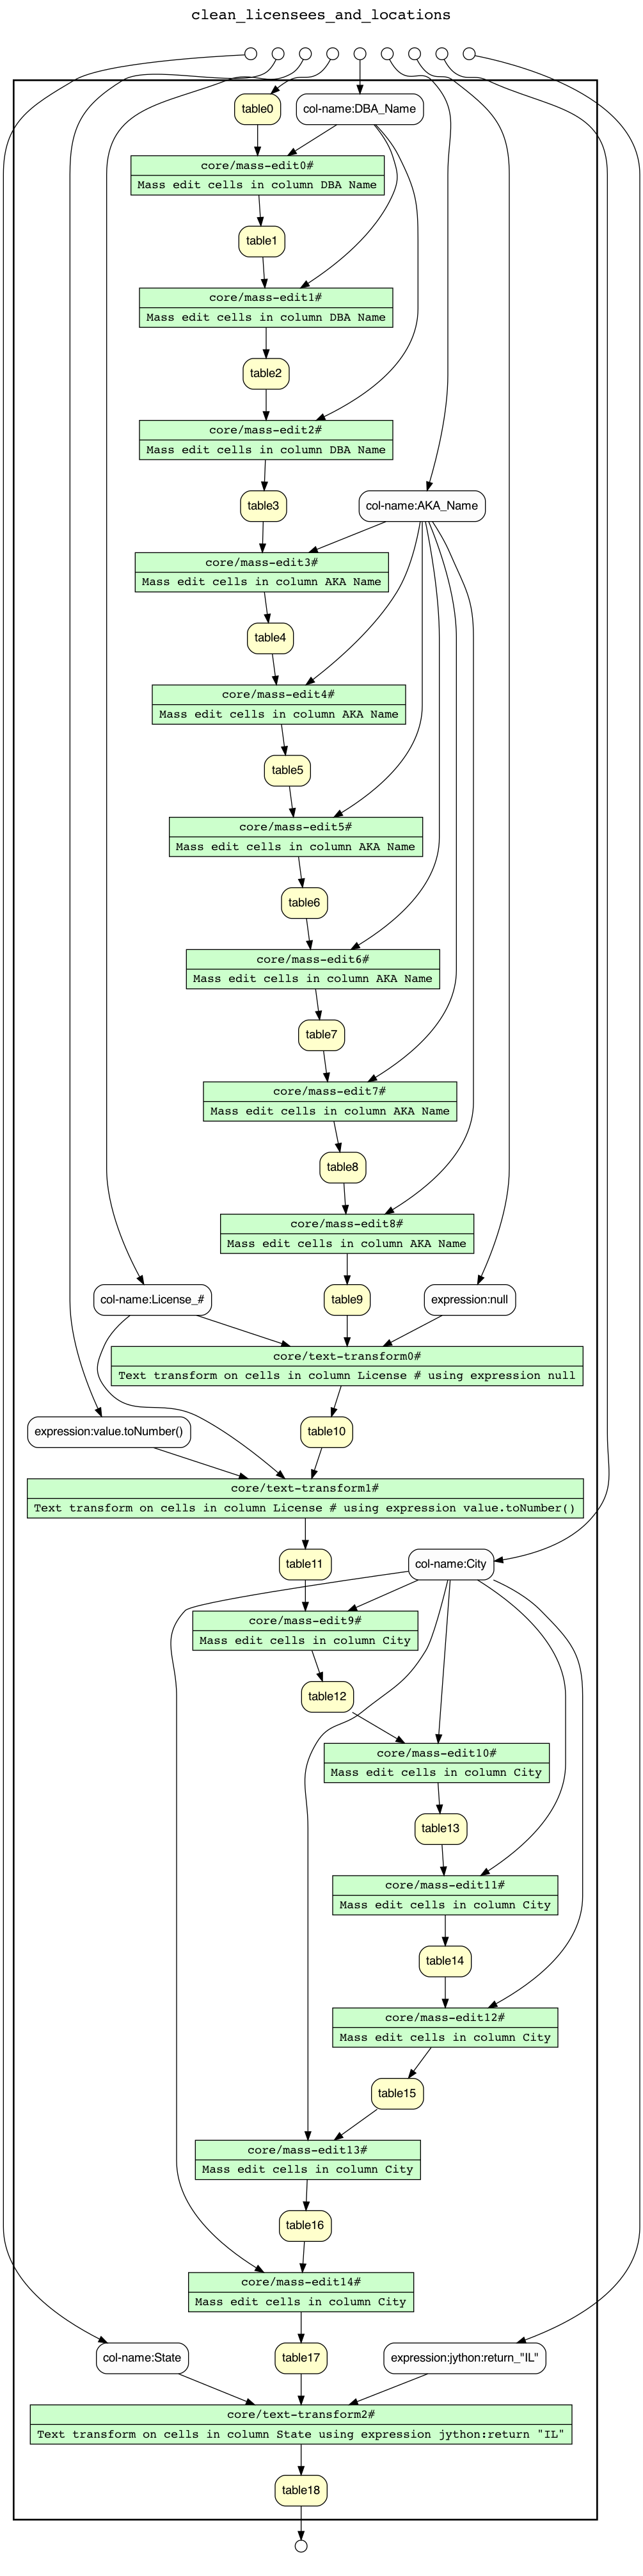 clean_licensees_and_locations
table0
col-name:DBA_Name
core/mass-edit0#
Mass edit cells in column DBA Name
table1
core/mass-edit1#
Mass edit cells in column DBA Name
table2
core/mass-edit2#
Mass edit cells in column DBA Name
table3
col-name:AKA_Name
core/mass-edit3#
Mass edit cells in column AKA Name
table4
core/mass-edit4#
Mass edit cells in column AKA Name
table5
core/mass-edit5#
Mass edit cells in column AKA Name
table6
core/mass-edit6#
Mass edit cells in column AKA Name
table7
core/mass-edit7#
Mass edit cells in column AKA Name
table8
core/mass-edit8#
Mass edit cells in column AKA Name
col-name:License_#
table9
expression:null
core/text-transform0#
Text transform on cells in column License # using expression null
expression:value.toNumber()
table10
core/text-transform1#
Text transform on cells in column License # using expression value.toNumber()
table11
col-name:City
core/mass-edit9#
Mass edit cells in column City
table12
core/mass-edit10#
Mass edit cells in column City
table13
core/mass-edit11#
Mass edit cells in column City
table14
core/mass-edit12#
Mass edit cells in column City
table15
core/mass-edit13#
Mass edit cells in column City
table16
core/mass-edit14#
Mass edit cells in column City
col-name:State
table17
expression:jython:return_"IL"
core/text-transform2#
Text transform on cells in column State using expression jython:return "IL"
table18